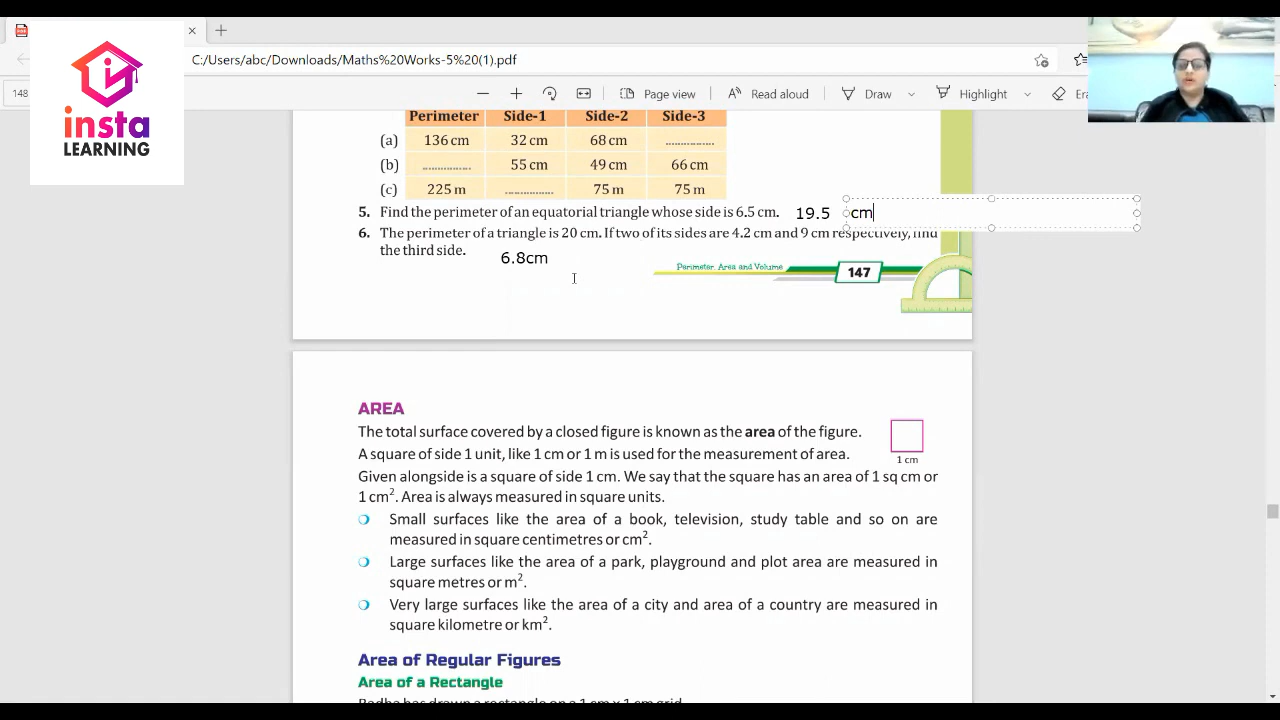 C:/Users/abc/Downloads/Maths%20Works-5%20(1).pdf
insta
LEARNING
148
Page view
Read aloud
Draw
Highlight
Era
Perimeter Side-1 Side-2 Side-3
(a) 136 cm 32 cm 68 cm ...............
(b) ............... 55 cm 49 cm 66 cm
(c) 225 m ............... 75 m 75 m
5. Find the perimeter of an equatorial triangle whose side is 6.5 cm. 19.5 cm
6. The perimeter of a triangle is 20 cm. If two of its sides are 4.2 cm and 9 cm respectively, find
the third side.
6.8cm
Perimeter, Area and Volume 147
AREA
The total surface covered by a closed figure is known as the area of the figure.
A square of side 1 unit, like 1 cm or 1 m is used for the measurement of area.
1 cm
Given alongside is a square of side 1 cm. We say that the square has an area of 1 sq cm or
1 cm². Area is always measured in square units.
Small surfaces like the area of a book, television, study table and so on are
measured in square centimetres or cm².
Large surfaces like the area of a park, playground and plot area are measured in
square metres or m².
Very large surfaces like the area of a city and area of a country are measured in
square kilometre or km².
Area of Regular Figures
Area of a Rectangle
Radha has drawn a rectangle on a 1 cm x 1 cm grid.